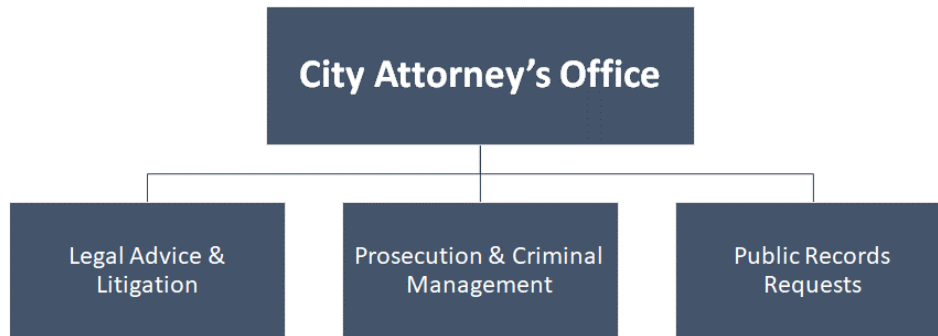 City Attorney’s Office
Legal Advice &
Litigation
Prosecution & Criminal
Management
Public Records
Requests